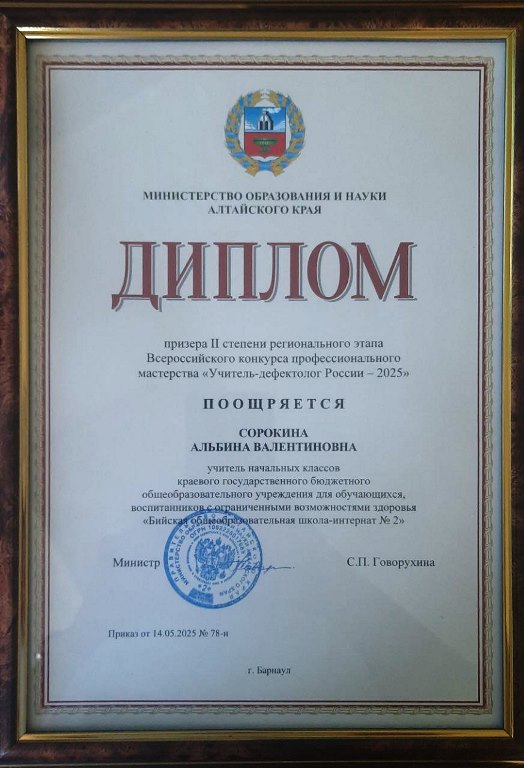 МИНИСТЕРСТВО ОБРАЗОВАНИЯ И НАУКИ
АЛТАЙСКОГО КРАЯ
ДИПЛОМ
призера II степени регионального этапа
Всероссийского конкурса профессионального
мастерства «Учитель-дефектолог России – 2025»
ПООЩРЯЕТСЯ
СОРОКИНА
АЛЬБИНА ВАЛЕНТИНОВНА
учитель начальных классов
краевого государственного бюджетного
общеобразовательного учреждения для обучающихся,
воспитанников с ограниченными возможностями здоровья
«Бийская общеобразовательная школа-интернат № 2»
Министр С.П. Говорухина
Приказ от 14.05.2025 № 78-н
г. Барнаул